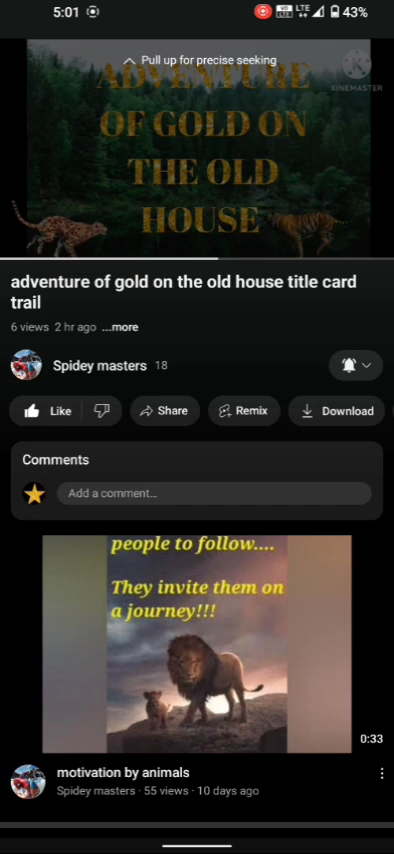 5:01
VO
LTE
LTE
43%
Pull up for precise seeking
ADVENTURE
OF GOLD ON
THE OLD
HOUSE
KINEMASTER
adventure of gold on the old house title card
trail
6 views 2 hr ago ...more
Spidey masters 18
Like
Share
Remix
Download
Comments
Add a comment...
people to follow....
They invite them on
a journey!!!
0:33
motivation by animals
Spidey masters · 55 views · 10 days ago